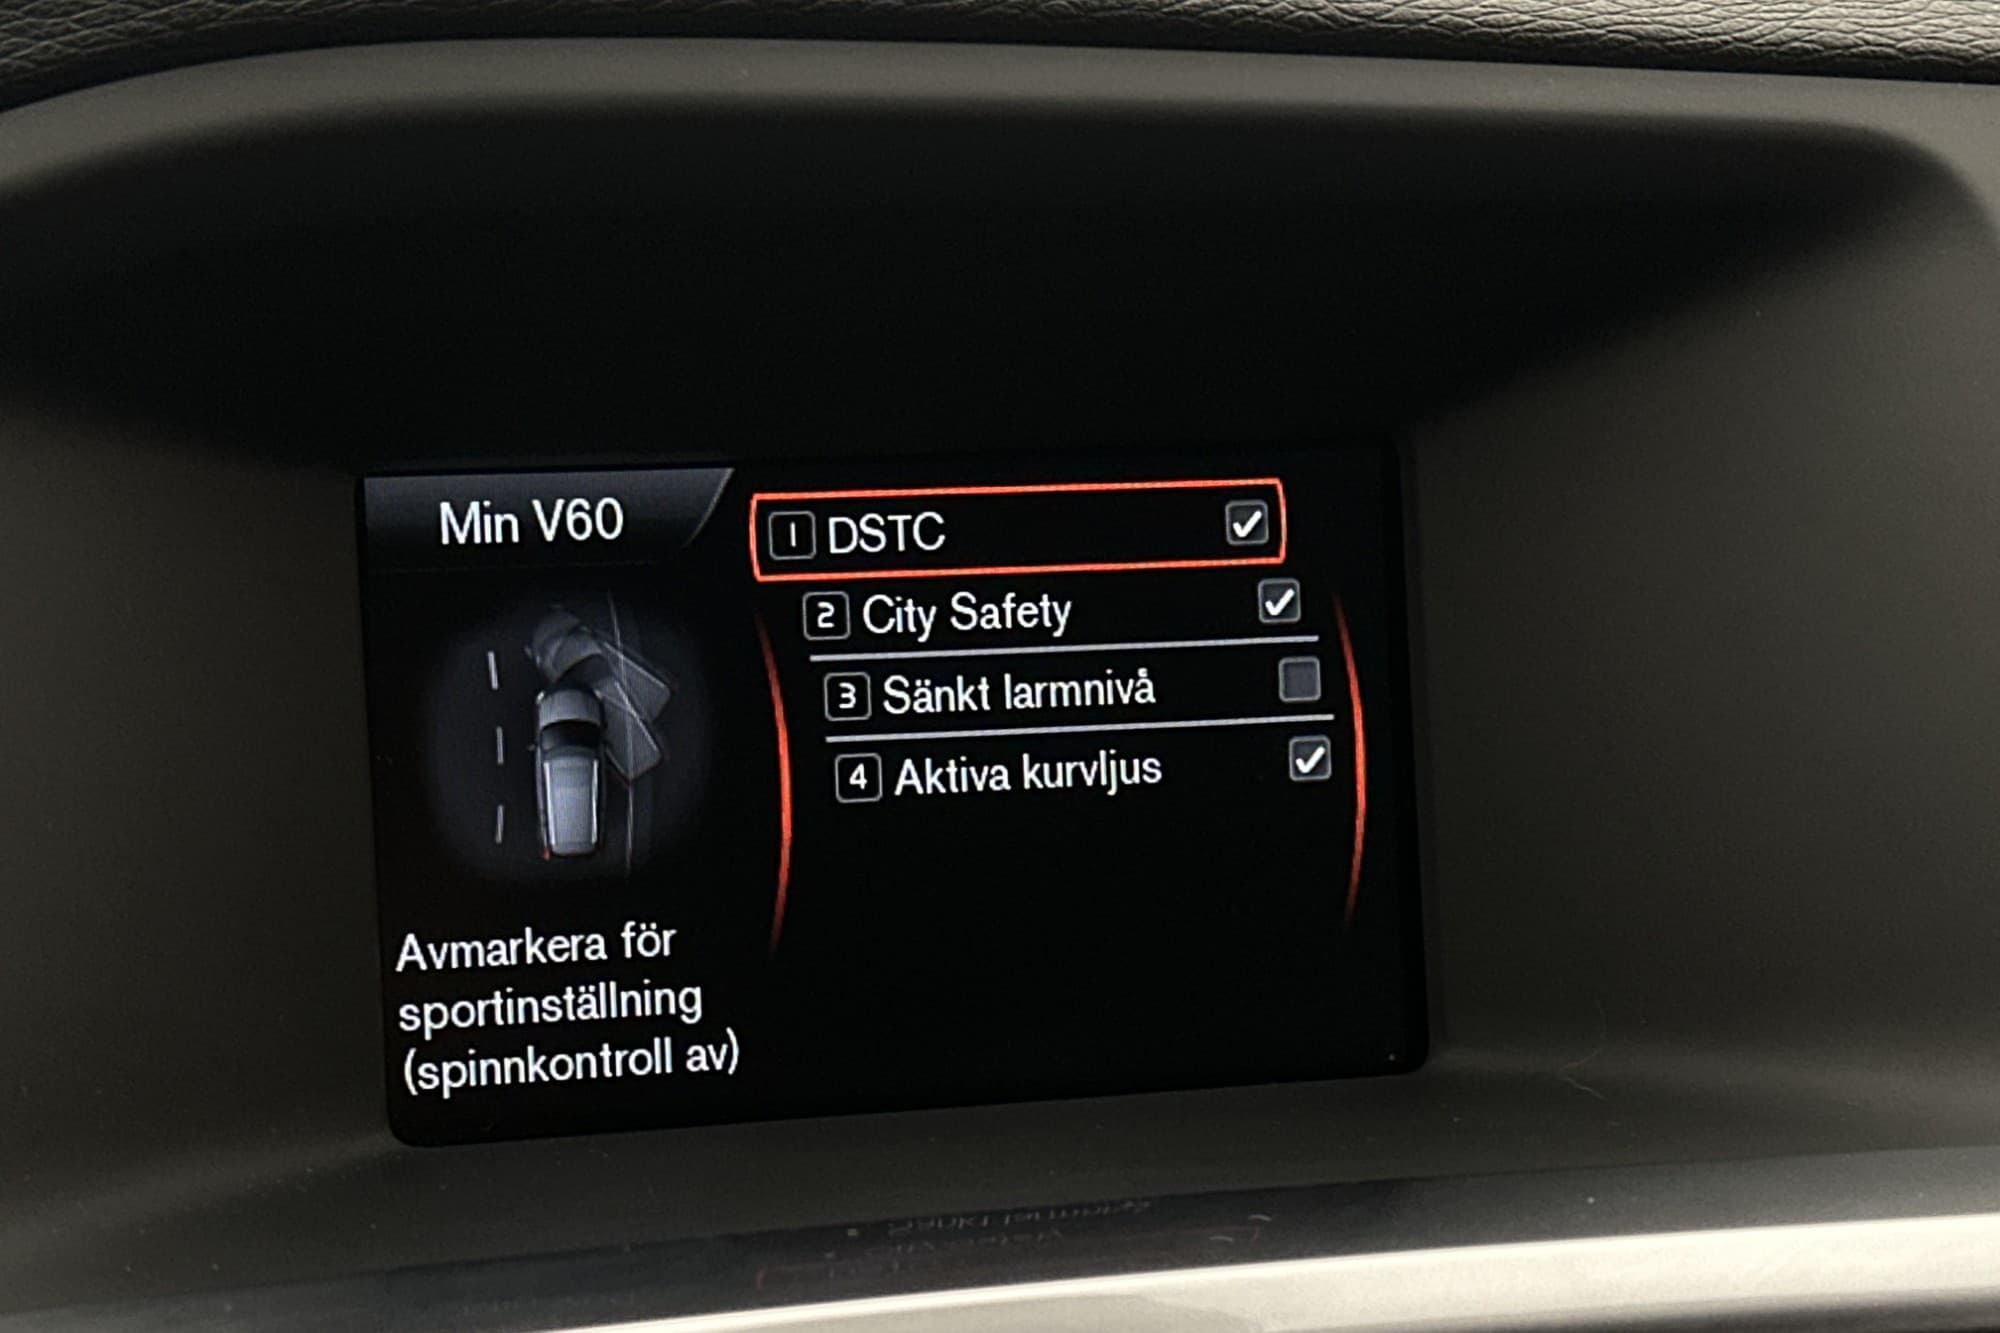 Min V60
1 DSTC
2 City Safety
3 Sänkt larmnivå
4 Aktiva kurvljus
Avmarkera för
sportinställning
(spinnkontroll av)